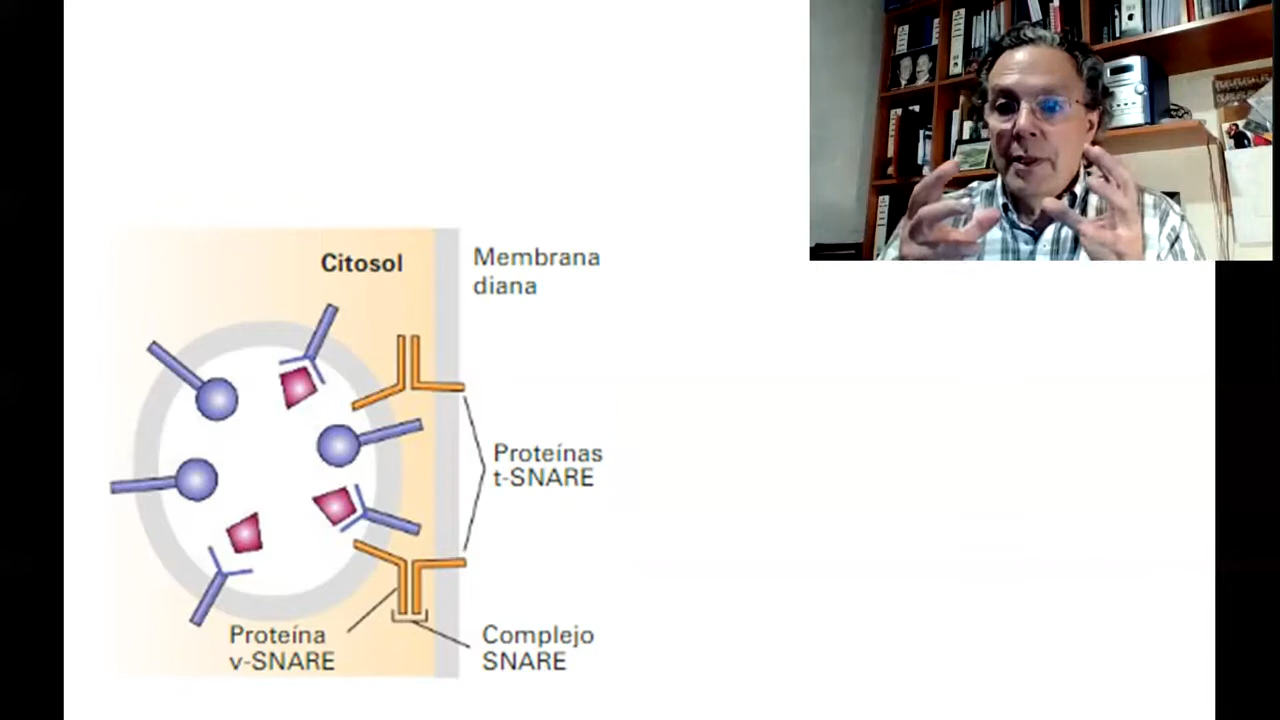 Citosol
Membrana
diana
Proteínas
t-SNARE
Proteína
v-SNARE
Complejo
SNARE